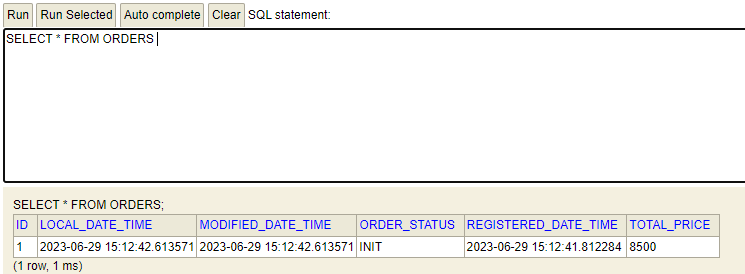 Run Run Selected Auto complete Clear SQL statement:
SELECT * FROM ORDERS
SELECT * FROM ORDERS;
ID LOCAL_DATE_TIME MODIFIED_DATE_TIME ORDER_STATUS REGISTERED_DATE_TIME TOTAL_PRICE
1 2023-06-29 15:12:42.613571 2023-06-29 15:12:42.613571 INIT 2023-06-29 15:12:41.812284 8500
(1 row, 1 ms)